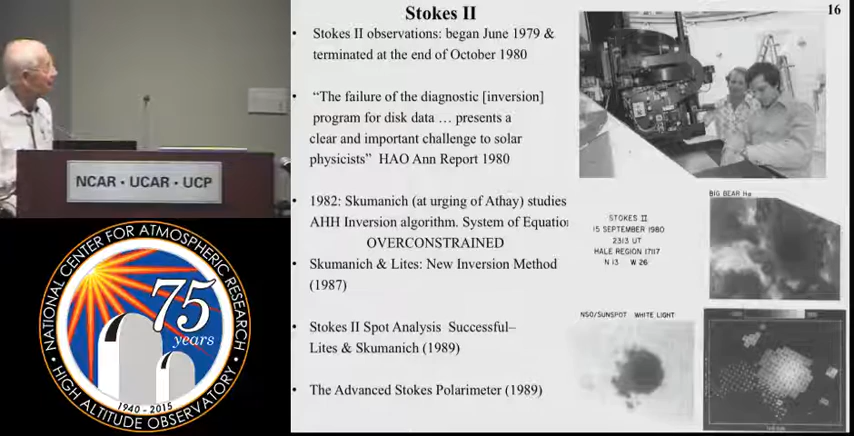 Stokes II
16
• Stokes II observations: began June 1979 &
terminated at the end of October 1980
• “The failure of the diagnostic [inversion]
program for disk data … presents a
clear and important challenge to solar
physicists” HAO Ann Report 1980
• 1982: Skumanich (at urging of Athay) studies
AHH Inversion algorithm. System of Equation
OVERCONSTRAINED
• Skumanich & Lites: New Inversion Method
(1987)
• Stokes II Spot Analysis Successful–
Lites & Skumanich (1989)
• The Advanced Stokes Polarimeter (1989)
STOKES II
15 SEPTEMBER 1980
2313 UT
HALE REGION 17117
N 13 W 26
BIG BEAR Hα
NSO/SUNSPOT WHITE LIGHT
NCAR • UCAR • UCP
NATIONAL CENTER FOR ATMOSPHERIC RESEARCH
75
years
1940 - 2015
HIGH ALTITUDE OBSERVATORY